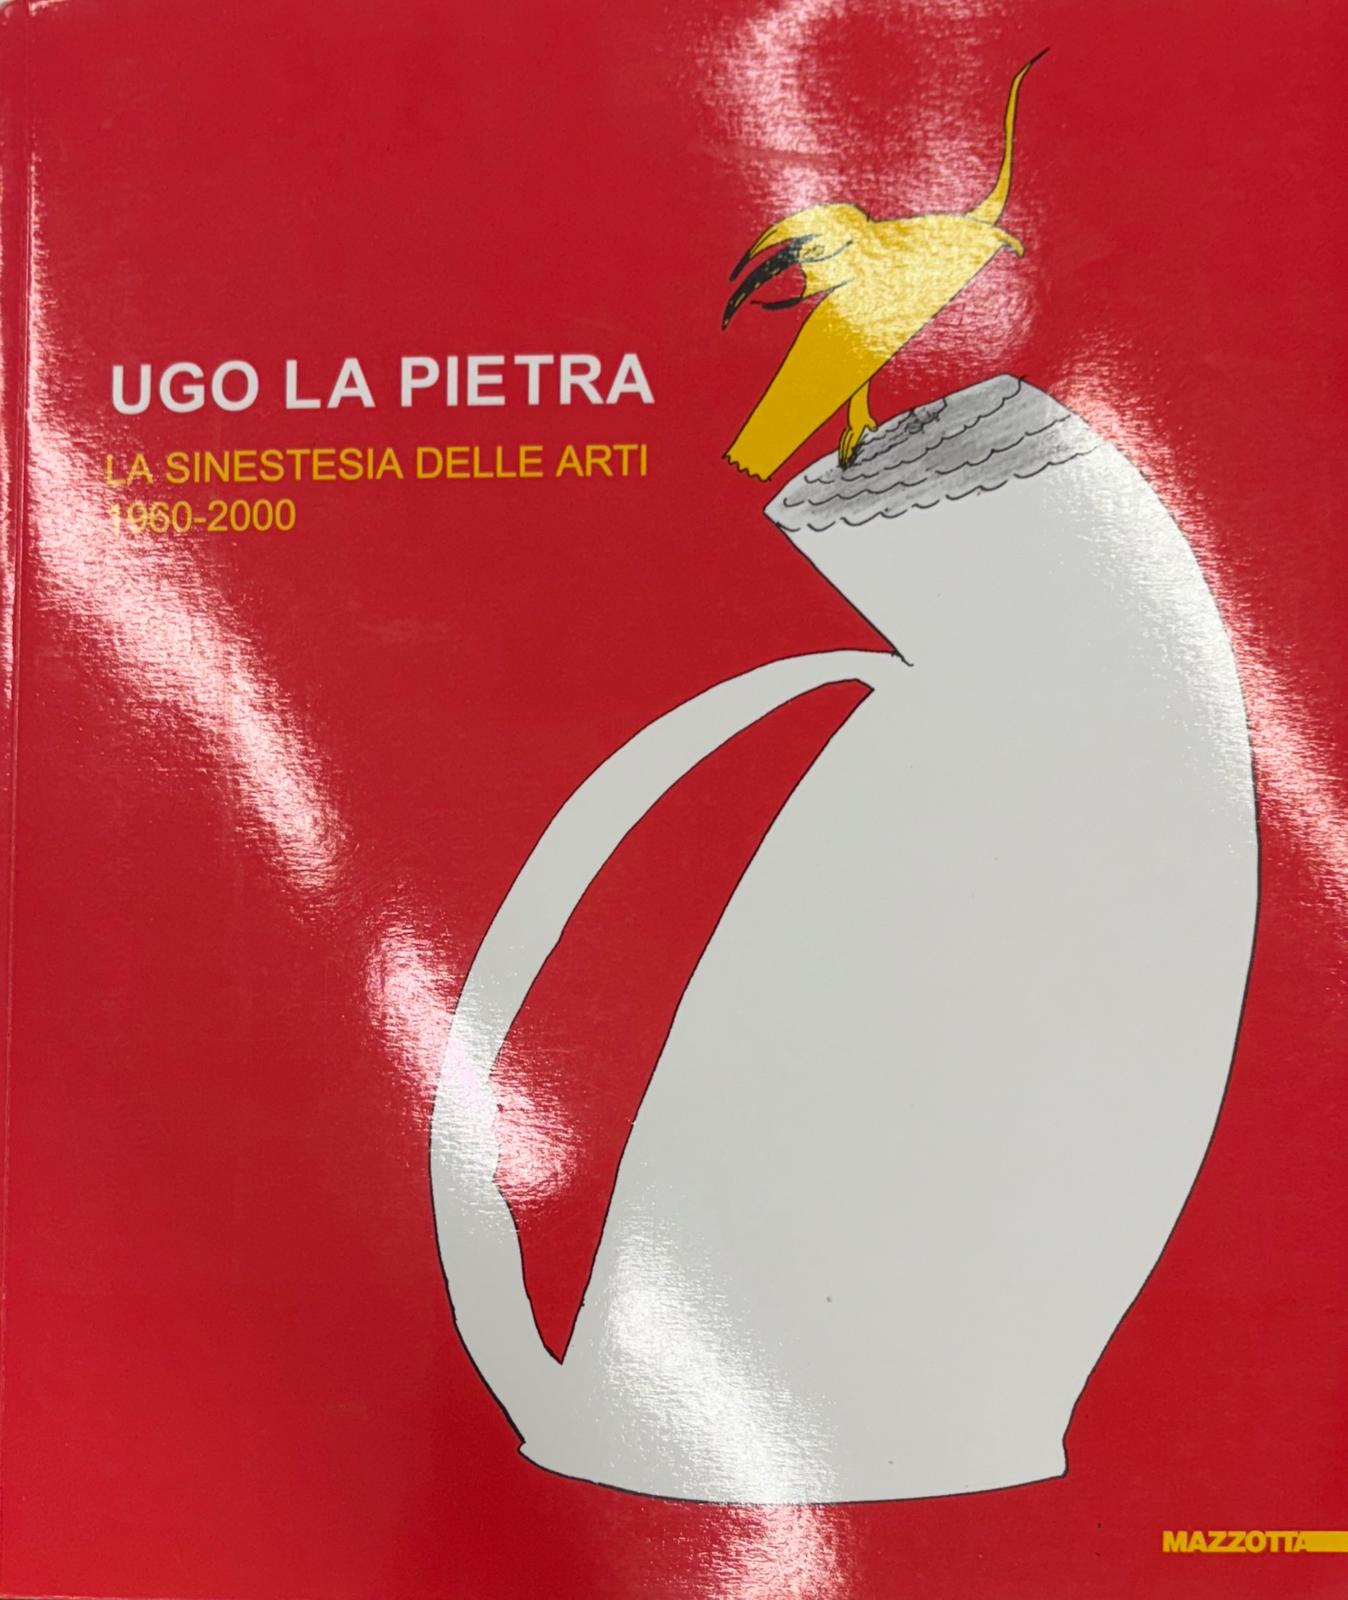 UGO LA PIETRA
LA SINESTESIA DELLE ARTI
1960-2000
MAZZOTTA